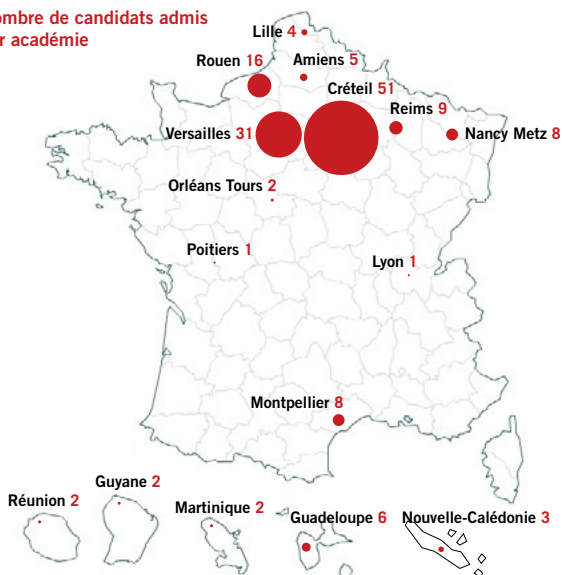 ombre de candidats admis
r académie
Lille 4
Rouen 16
Amiens 5
Créteil 51
Reims 9
Versailles 31
Nancy Metz 8
Orléans Tours 2
Poitiers 1
Lyon 1
Montpellier 8
Guyane 2
Réunion 2
Martinique 2
Guadeloupe 6
Nouvelle-Calédonie 3